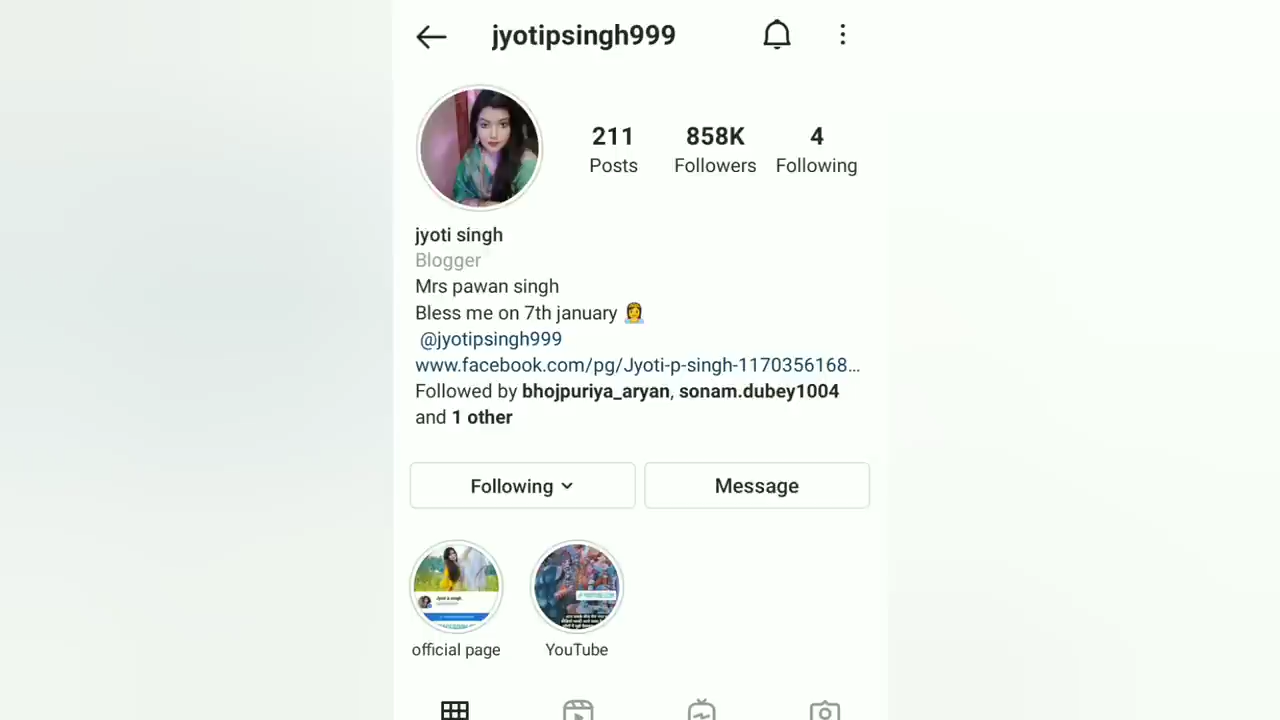 jyotipsingh999
211 858K 4
Posts Followers Following
jyoti singh
Blogger
Mrs pawan singh
Bless me on 7th january 👸
@jyotipsingh999
www.facebook.com/pg/Jyoti-p-singh-1170356168...
Followed by bhojpuriya_aryan, sonam.dubey1004
and 1 other
Following Message
official page YouTube